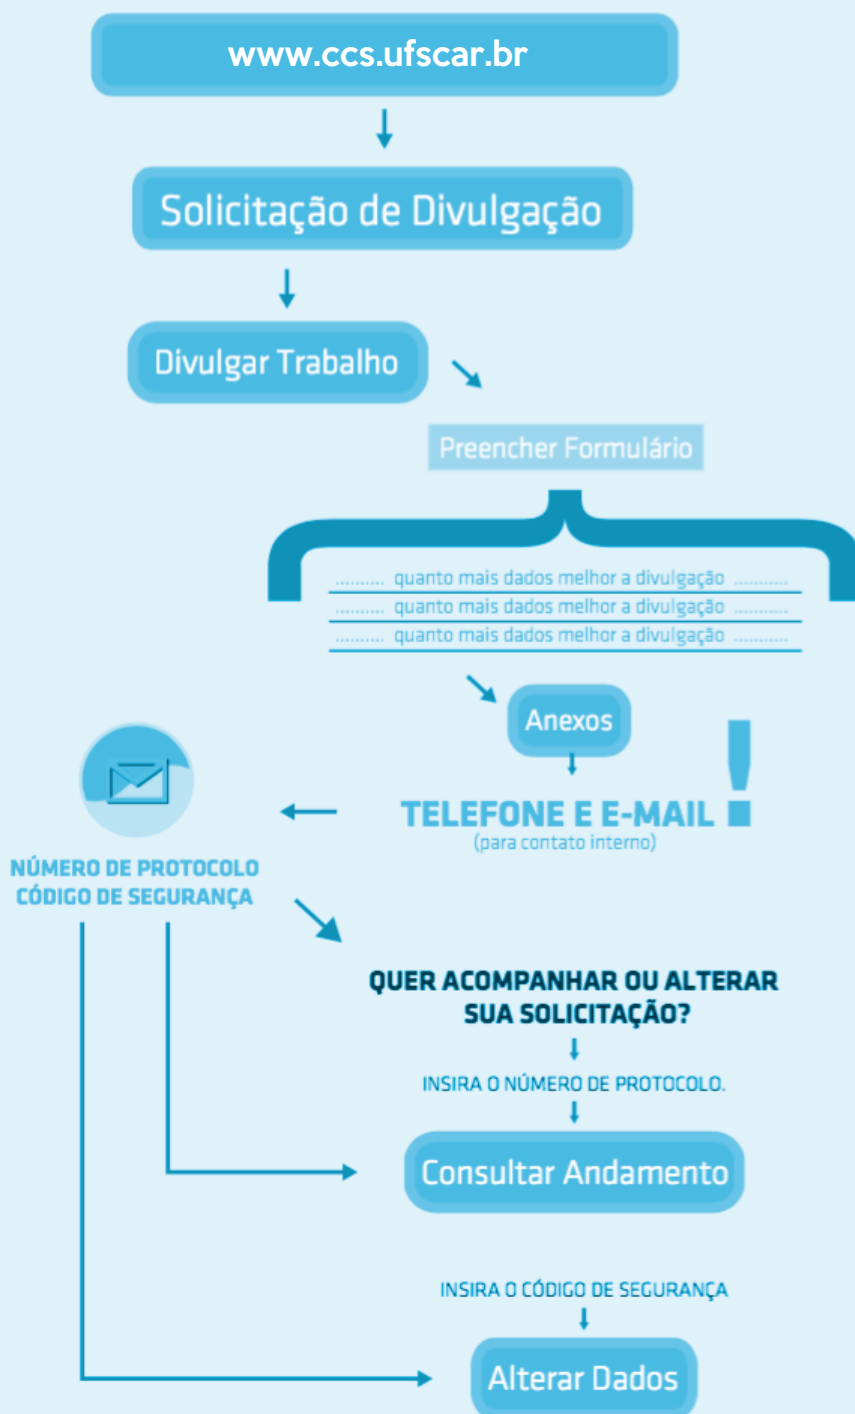 www.ccs.ufscar.br
Solicitação de Divulgação
Divulgar Trabalho
Preencher Formulário
.......... quanto mais dados melhor a divulgação ...........
.......... quanto mais dados melhor a divulgação ...........
.......... quanto mais dados melhor a divulgação ...........
Anexos
TELEFONE E E-MAIL !
(para contato interno)
NÚMERO DE PROTOCOLO
CÓDIGO DE SEGURANÇA
QUER ACOMPANHAR OU ALTERAR
SUA SOLICITAÇÃO?
INSIRA O NÚMERO DE PROTOCOLO.
Consultar Andamento
INSIRA O CÓDIGO DE SEGURANÇA
Alterar Dados